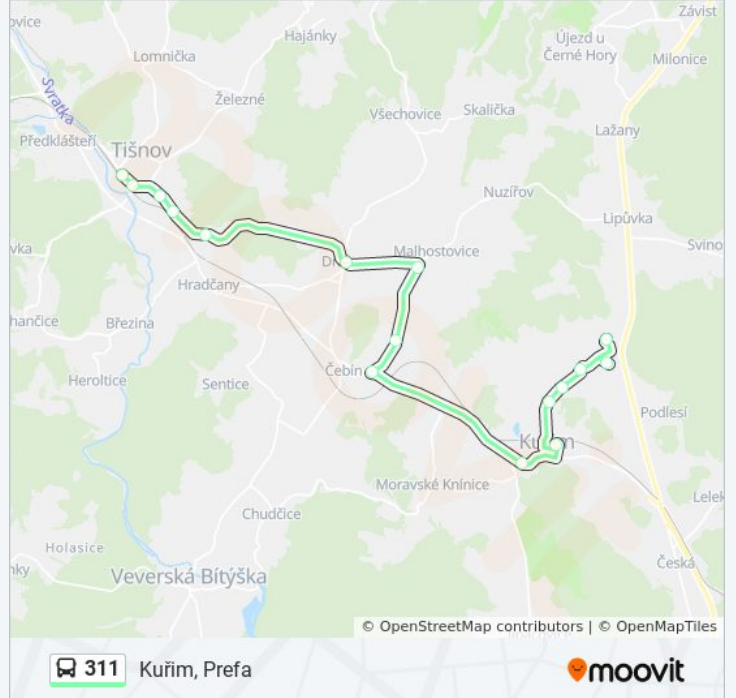 ovice
Hajánky
Závist
Lomnička
Újezd u
Černé Hory
Milonice
Svratka
Železné
Všechovice
Skalička
Lažany
Předklášteří
Tišnov
Nuzířov
Lipůvka
vka
Malhostovice
Svino
Hradčany
hančice
Březina
Čebín
Heroltice
Sentice
Podlesí
Moravské Knínice
Lelek
Chudčice
Holasice
Česká
nky
Veverská Bítýška
© OpenStreetMap contributors | © OpenMapTiles
311 Kuřim, Prefa
moovit